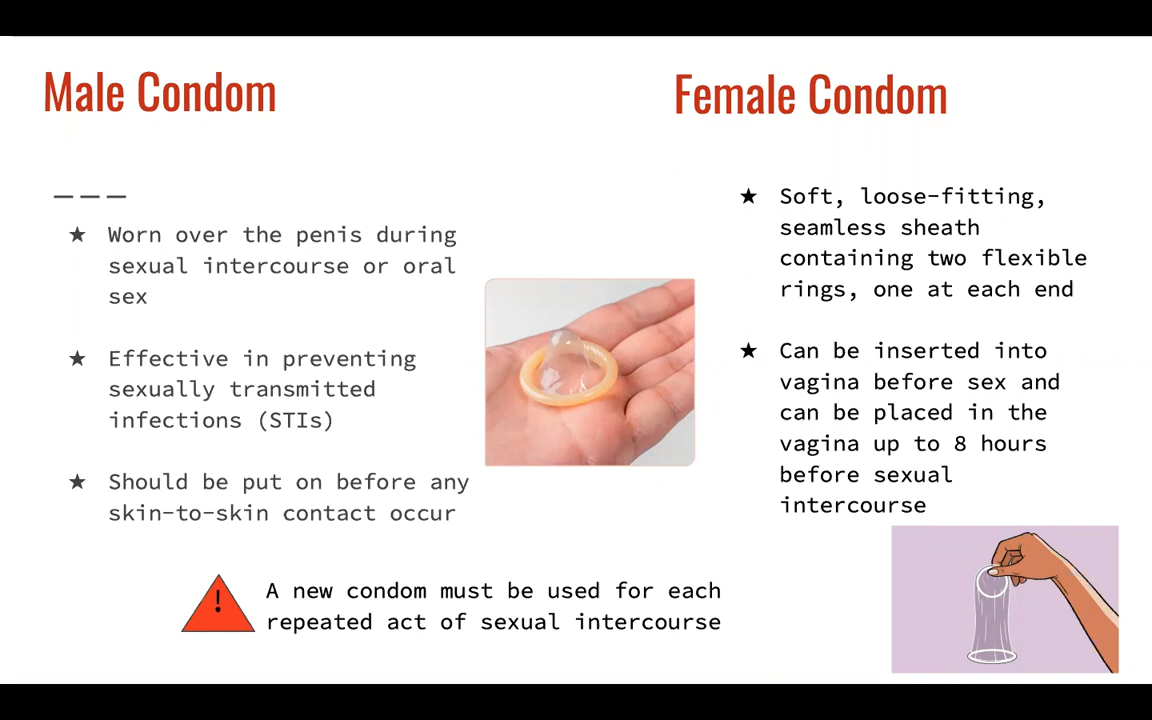 Male Condom
Female Condom
★ Worn over the penis during
sexual intercourse or oral
sex
★ Effective in preventing
sexually transmitted
infections (STIs)
★ Should be put on before any
skin-to-skin contact occur
★ Soft, loose-fitting,
seamless sheath
containing two flexible
rings, one at each end
★ Can be inserted into
vagina before sex and
can be placed in the
vagina up to 8 hours
before sexual
intercourse
!
A new condom must be used for each
repeated act of sexual intercourse